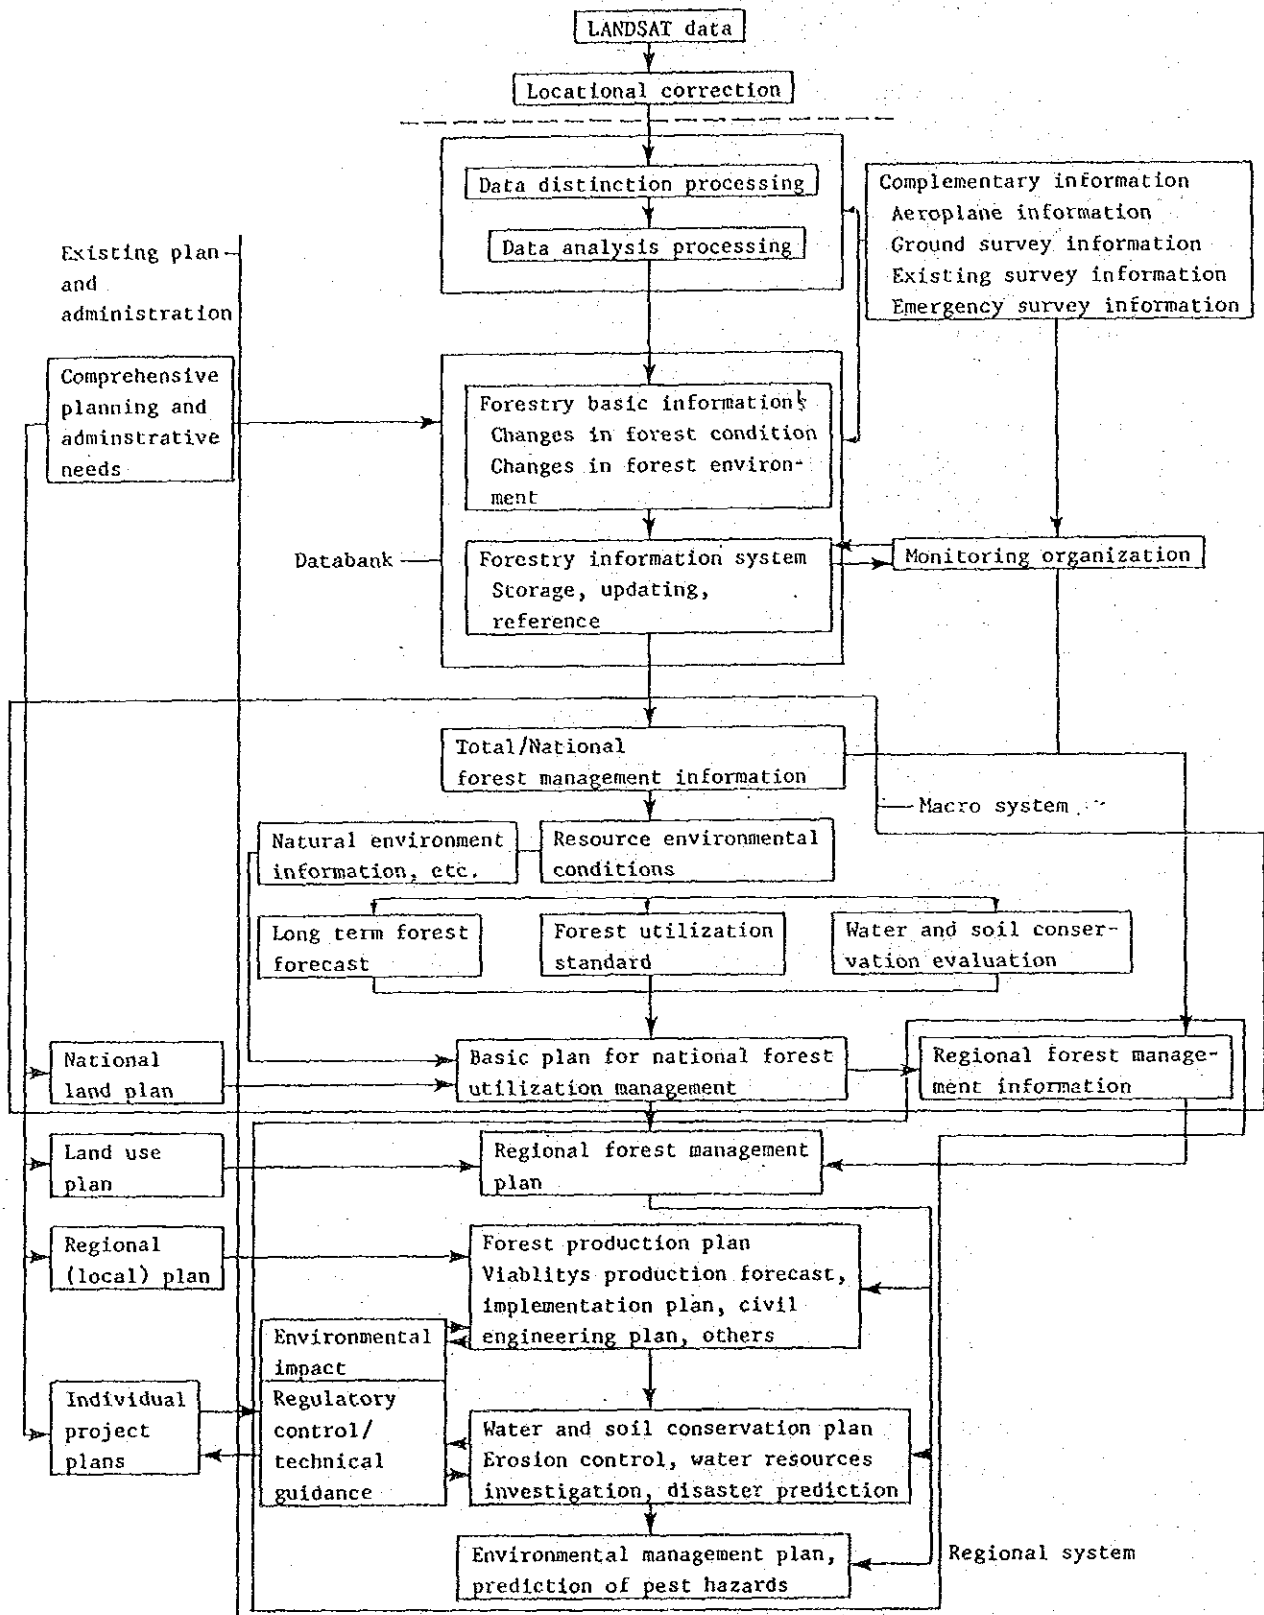 LANDSAT data
Locational correction
Data distinction processing
Data analysis processing
Complementary information
Aeroplane information
Ground survey information
Existing survey information
Emergency survey information
Existing plan
and
administration
Comprehensive
planning and
adminstrative
needs
Forestry basic informations
Changes in forest condition
Changes in forest environ-
ment
Databank
Forestry information system
Storage, updating,
reference
Monitoring organization
Total/National
forest management information
Macro system
Natural environment
information, etc.
Resource environmental
conditions
Long term forest
forecast
Forest utilization
standard
Water and soil conser-
vation evaluation
National
land plan
Basic plan for national forest
utilization management
Regional forest manage-
ment information
Land use
plan
Regional forest management
plan
Regional
(local) plan
Forest production plan
Viablitys production forecast,
implementation plan, civil
engineering plan, others
Environmental
impact
Individual
project
plans
Regulatory
control/
technical
guidance
Water and soil conservation plan
Erosion control, water resources
investigation, disaster prediction
Environmental management plan,
prediction of pest hazards
Regional system